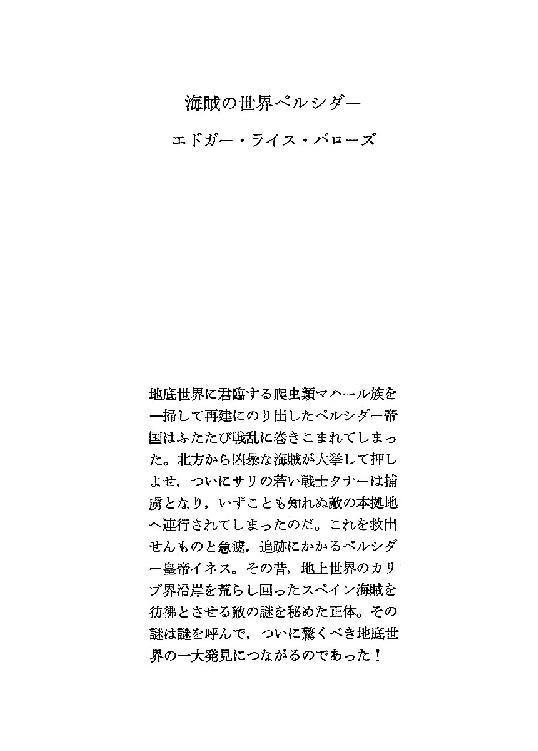 海賊の世界ペルシダー
エドガー・ライス・バローズ
地底世界に君臨する爬虫類マハール族を
一掃して再建にのり出したペルシダー帝
国はふたたび戦乱に巻きこまれてしまっ
た。北方から凶暴な海賊が大挙して押し
よせ，ついにサリの若い戦士タナーは捕
虜となり，いずことも知れぬ敵の本拠地
へ連行されてしまったのだ。これを救出
せんものと急遽，追跡にかかるペルシダ
ー皇帝イネス。その昔，地上世界のカリ
ブ界沿岸を荒らし回ったスペイン海賊を
彷彿とさせる敵の謎を秘めた正体。その
謎は謎を呼んで，ついに驚くべき地底世
界の一大発見につながるのであった！